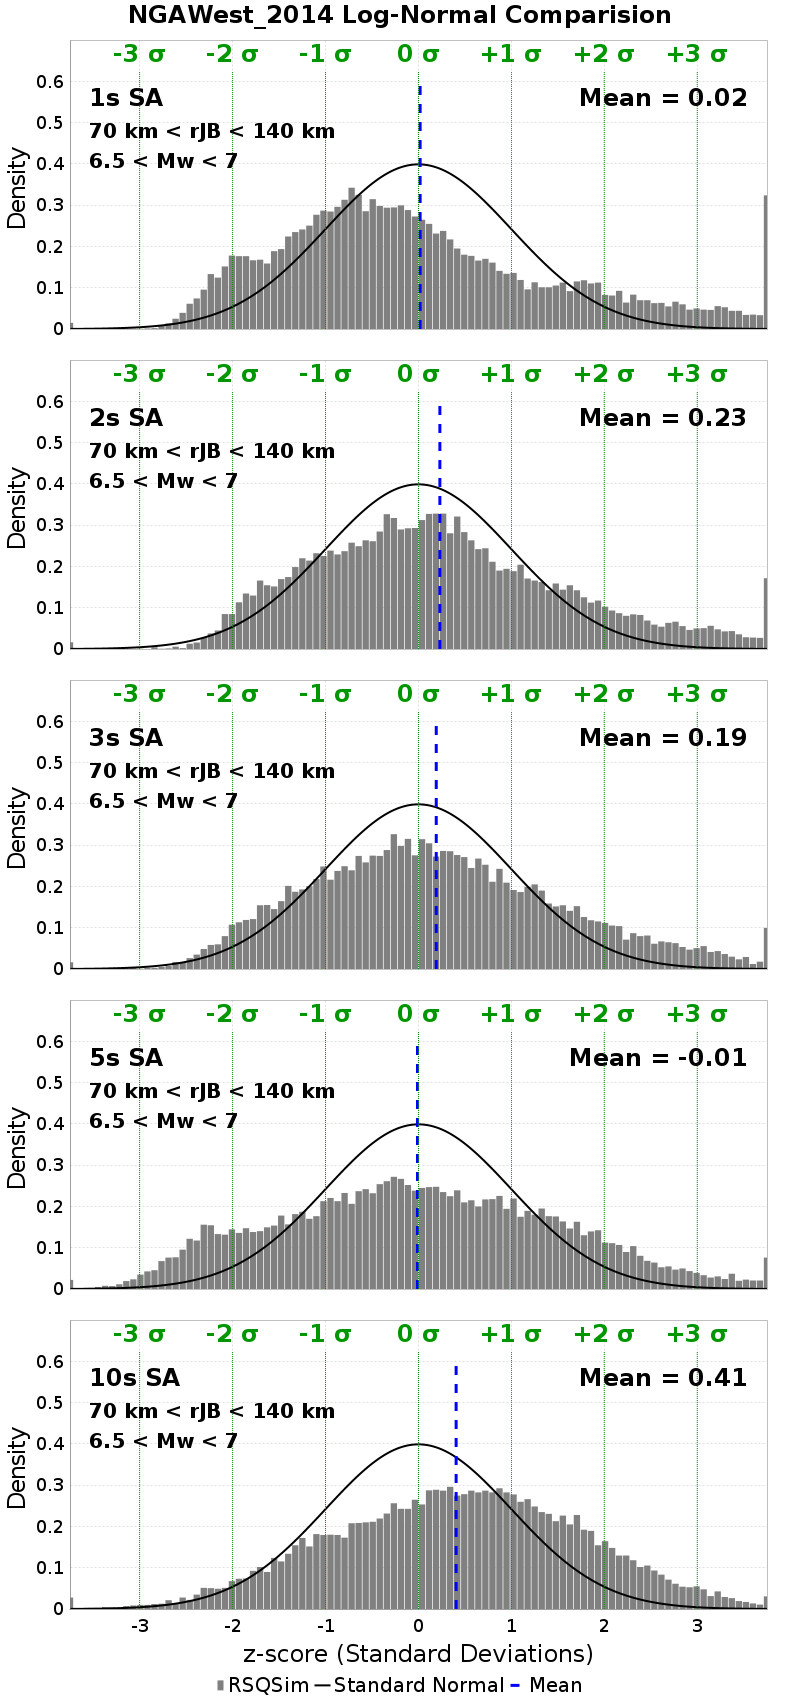 NGAWest_2014 Log-Normal Comparision
-3 σ -2 σ -1 σ 0 σ +1 σ +2 σ +3 σ
0.6
1s SA Mean = 0.02
0.5
70 km < rJB < 140 km
6.5 < Mw < 7
0.4
0.3
0.2
0.1
0
Density
-3 σ -2 σ -1 σ 0 σ +1 σ +2 σ +3 σ
0.6
2s SA Mean = 0.23
0.5
70 km < rJB < 140 km
6.5 < Mw < 7
0.4
0.3
0.2
0.1
0
Density
-3 σ -2 σ -1 σ 0 σ +1 σ +2 σ +3 σ
0.6
3s SA Mean = 0.19
0.5
70 km < rJB < 140 km
6.5 < Mw < 7
0.4
0.3
0.2
0.1
0
Density
-3 σ -2 σ -1 σ 0 σ +1 σ +2 σ +3 σ
0.6
5s SA Mean = -0.01
0.5
70 km < rJB < 140 km
6.5 < Mw < 7
0.4
0.3
0.2
0.1
0
Density
-3 σ -2 σ -1 σ 0 σ +1 σ +2 σ +3 σ
0.6
10s SA Mean = 0.41
0.5
70 km < rJB < 140 km
6.5 < Mw < 7
0.4
0.3
0.2
0.1
0
Density
-3 -2 -1 0 1 2 3
z-score (Standard Deviations)
RSQSim Standard Normal Mean